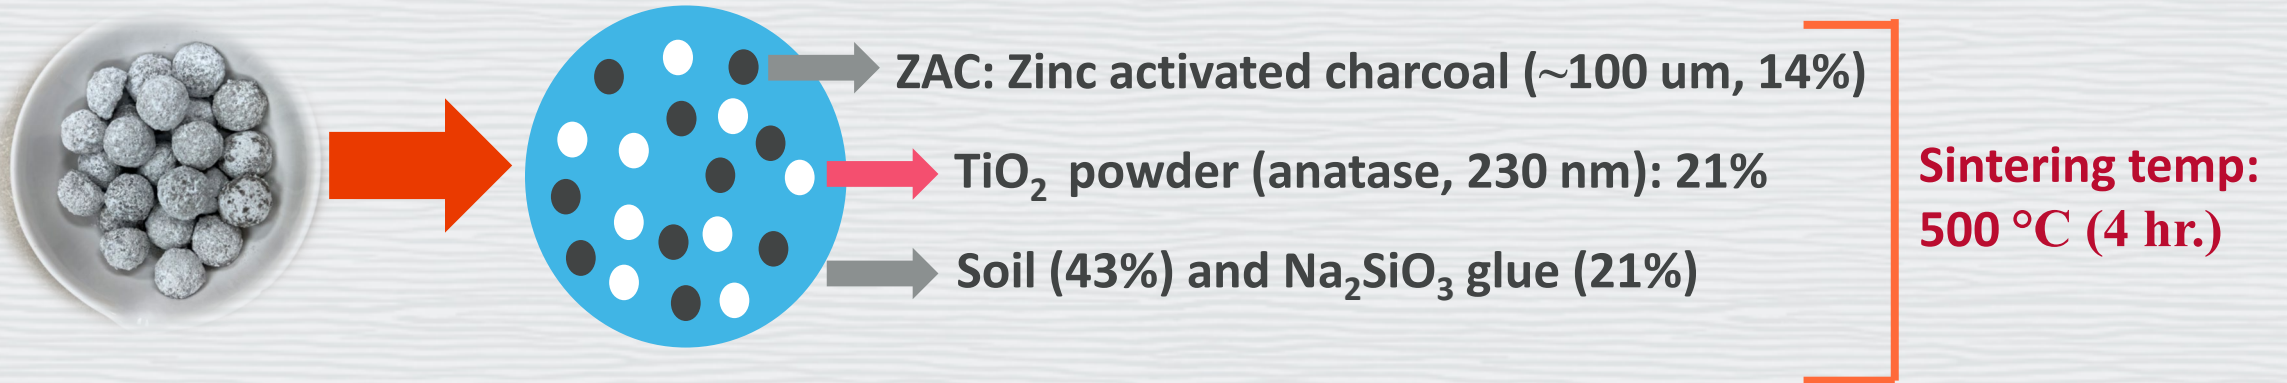 ZAC: Zinc activated charcoal (~100 um, 14%)
TiO₂ powder (anatase, 230 nm): 21%
Soil (43%) and Na₂SiO₃ glue (21%)
Sintering temp:
500 °C (4 hr.)